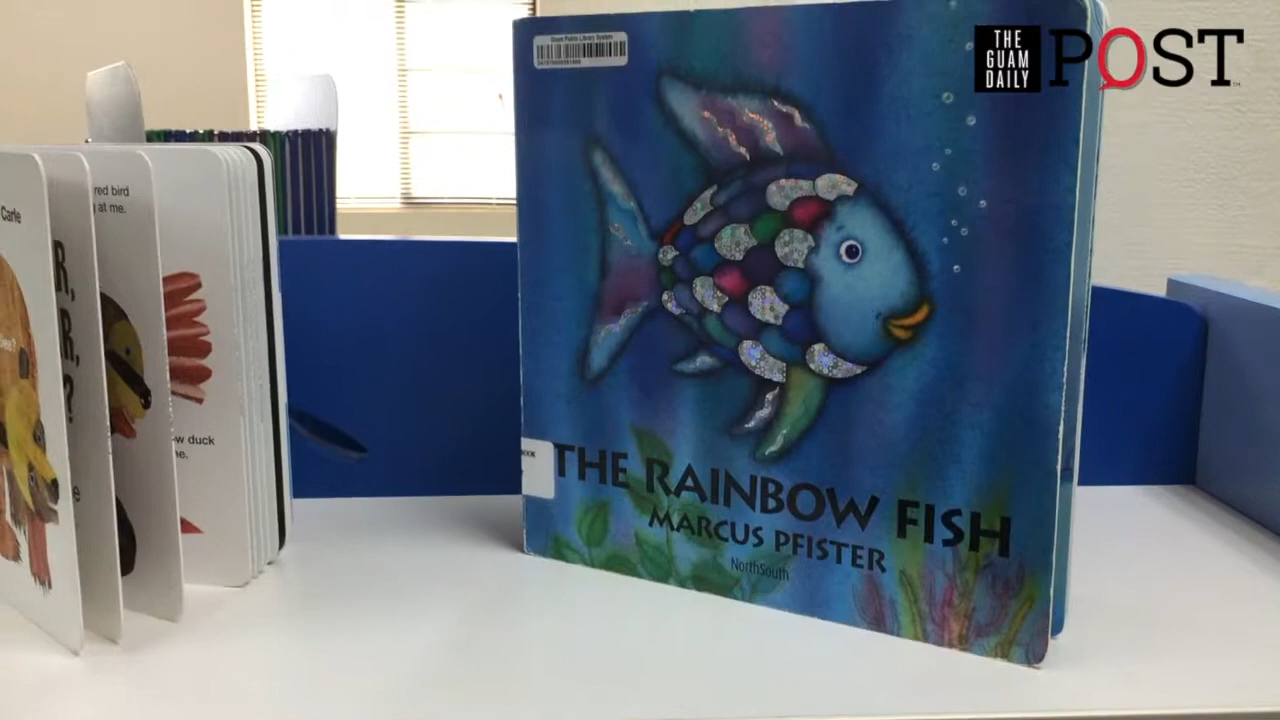 THE
GUAM
DAILY
POST
Guam Public Library System
Carle
R,
R,
?
red bird
at me.
w duck
e.
e
THE RAINBOW FISH
MARCUS PFISTER
NorthSouth